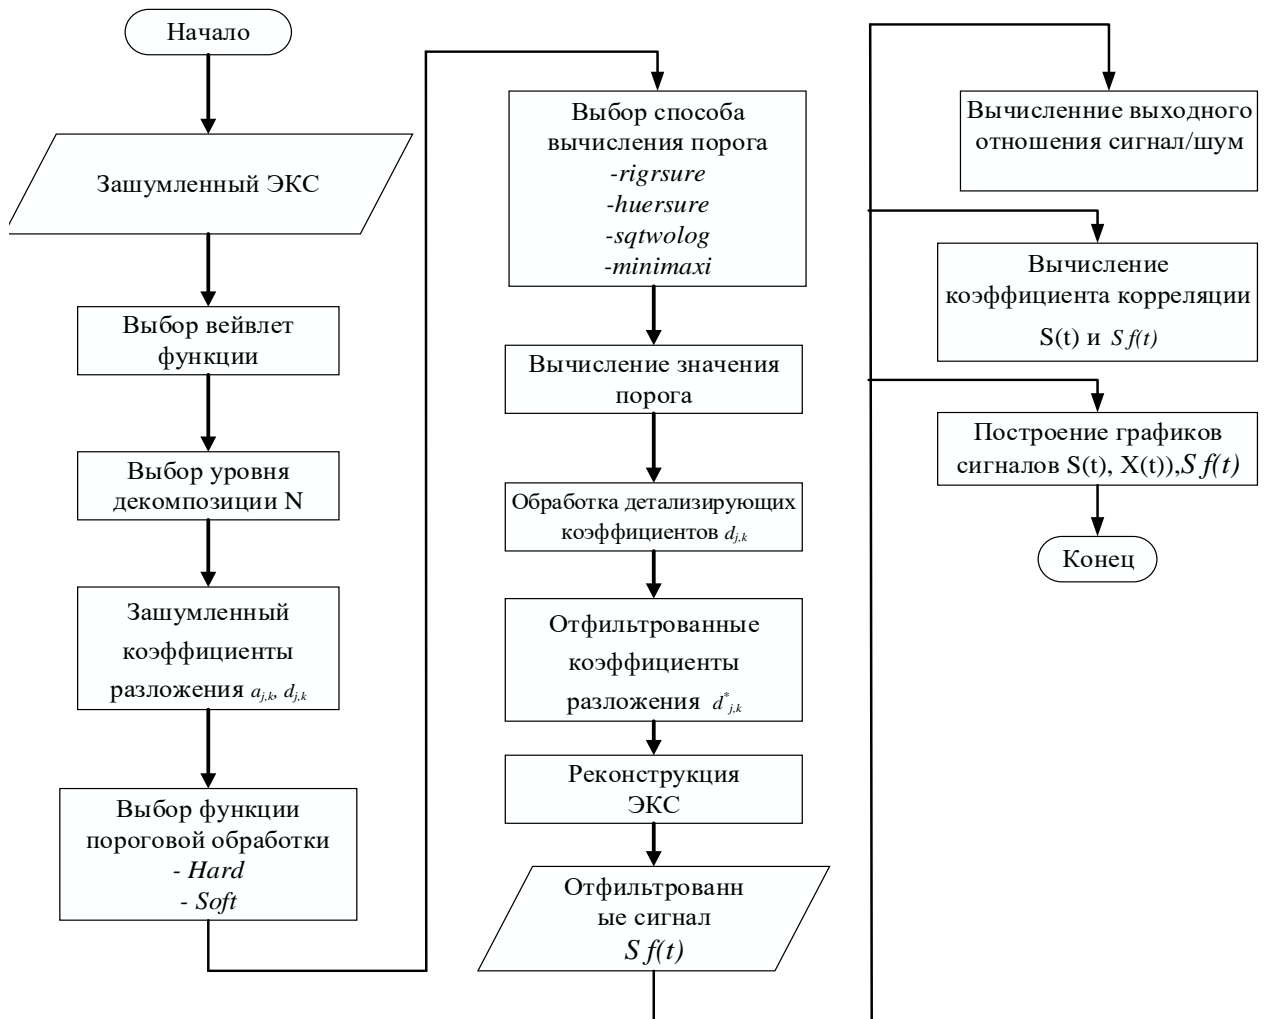 Начало
Зашумленный ЭКС
Выбор вейвлет
функции
Выбор уровня
декомпозиции N
Зашумленный
коэффициенты
разложения a_{j,k}, d_{j,k}
Выбор функции
пороговой обработки
- Hard
- Soft
Выбор способа
вычисления порога
-rigrsure
-huersure
-sqtwolog
-minimaxi
Вычисление значения
порога
Обработка детализирующих
коэффициентов d_{j,k}
Отфильтрованные
коэффициенты
разложения d^*_{j,k}
Реконструкция
ЭКС
Отфильтрованн
ые сигнал
S f(t)
Вычисленние выходного
отношения сигнал/шум
Вычисление
коэффициента корреляции
S(t) и S f(t)
Построение графиков
сигналов S(t), X(t)),S f(t)
Конец